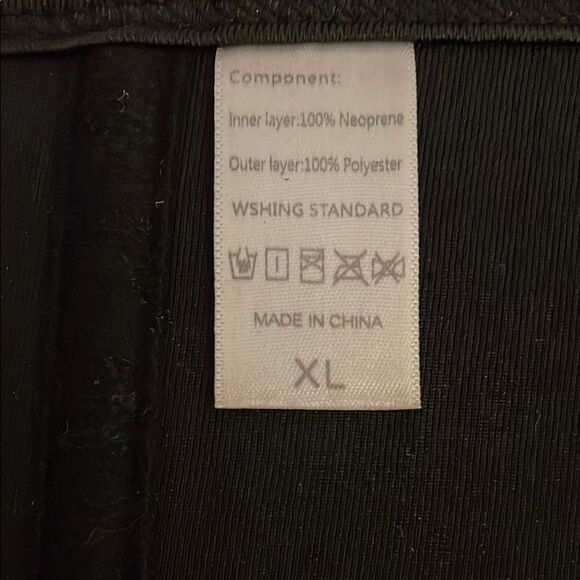 Component:
Inner layer:100% Neoprene
Outer layer:100% Polyester
WSHING STANDARD
MADE IN CHINA
XL